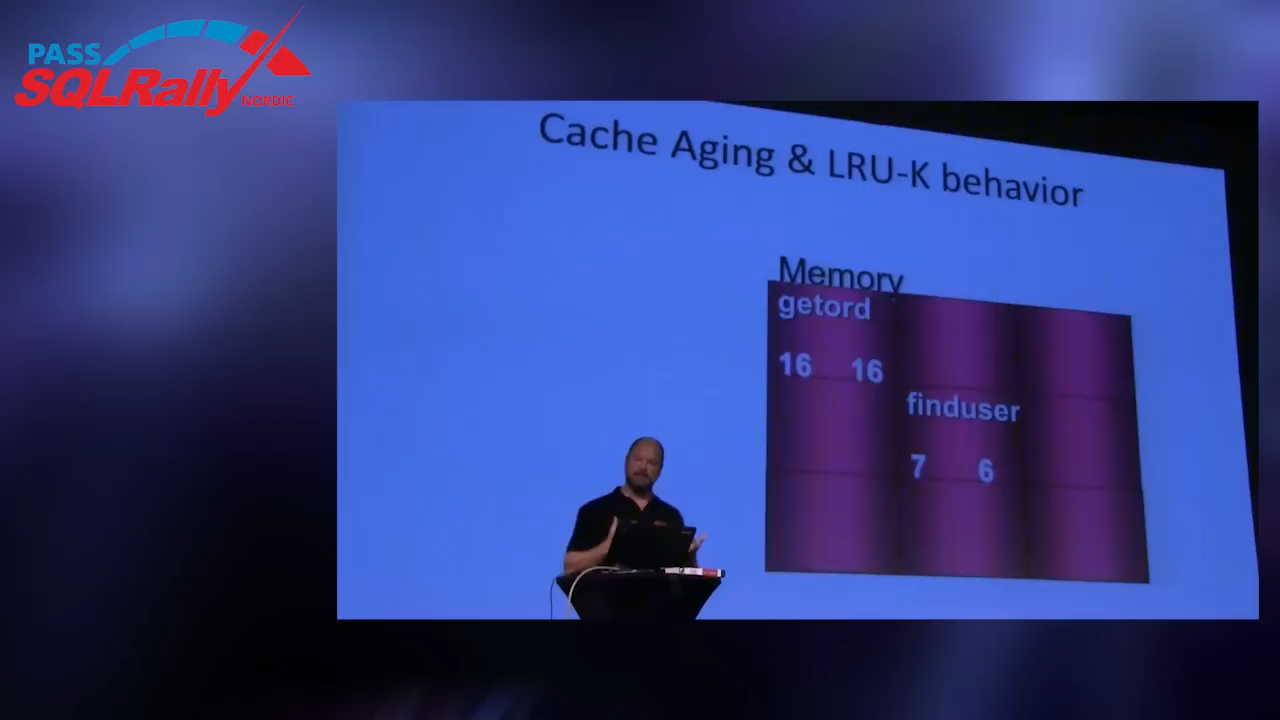 PASS
SQLRally
NORDIC
Cache Aging & LRU-K behavior
Memory
getord
16 16
finduser
7 6